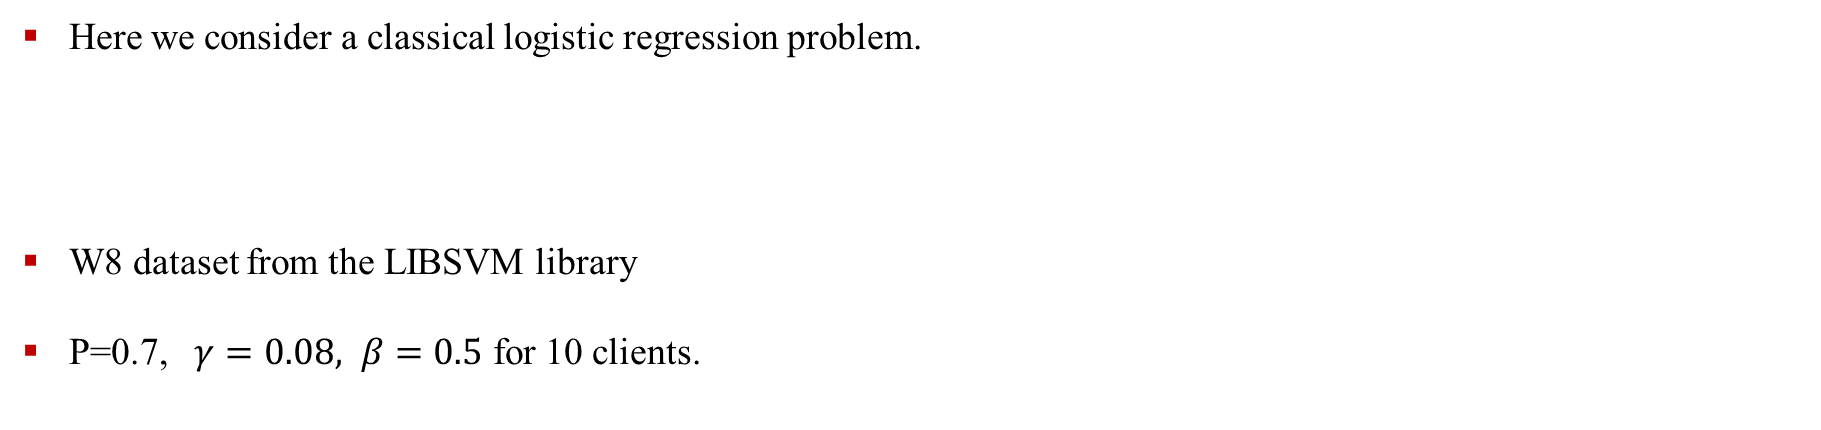 ▪ Here we consider a classical logistic regression problem.
▪ W8 dataset from the LIBSVM library
▪ P=0.7, γ = 0.08, β = 0.5 for 10 clients.